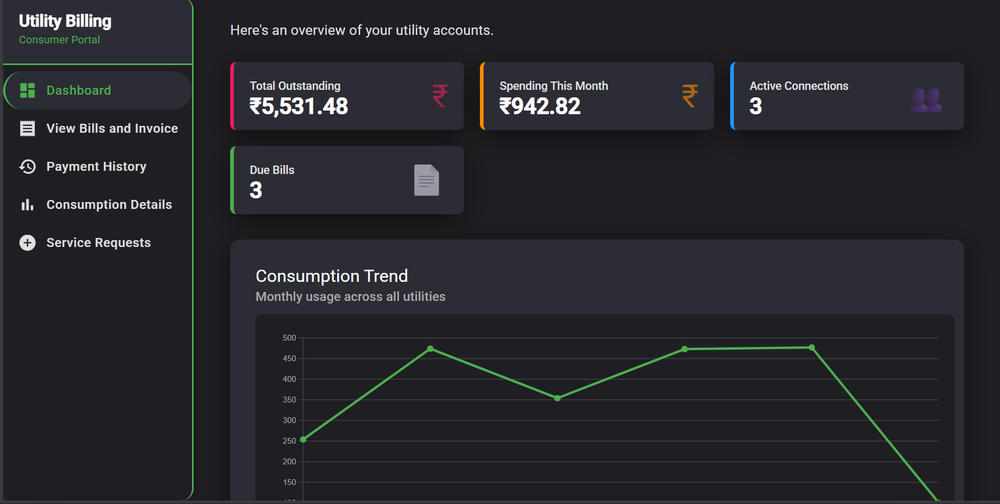 Utility Billing
Consumer Portal
Dashboard
View Bills and Invoice
Payment History
Consumption Details
Service Requests
Here's an overview of your utility accounts.
Total Outstanding
₹5,531.48
₹
Spending This Month
₹942.82
₹
Active Connections
3
Due Bills
3
Consumption Trend
Monthly usage across all utilities
500
450
400
350
300
250
200
150